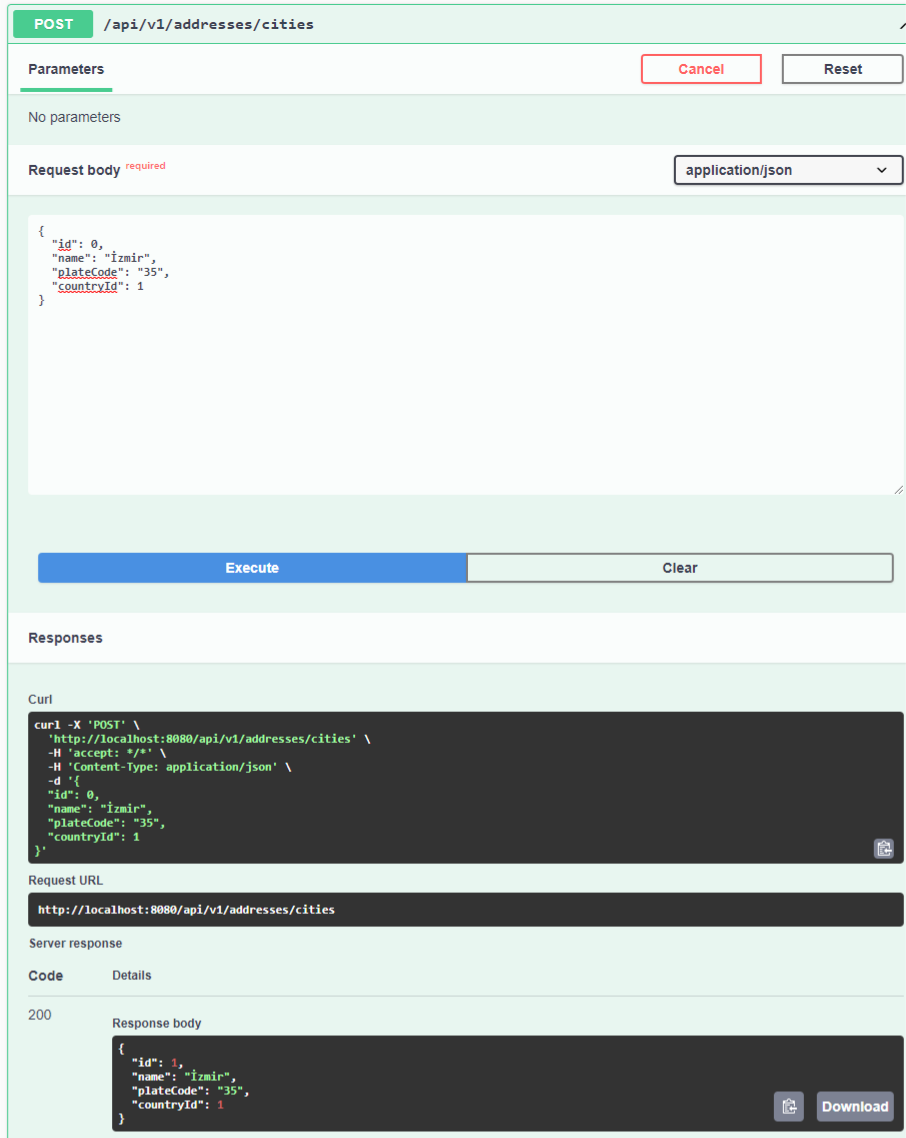 POST /api/v1/addresses/cities
Parameters
Cancel
Reset
No parameters
Request body required
application/json
{
  "id": 0,
  "name": "İzmir",
  "plateCode": "35",
  "countryId": 1
}
Execute
Clear
Responses
Curl
curl -X 'POST' \
  'http://localhost:8080/api/v1/addresses/cities' \
  -H 'accept: */*' \
  -H 'Content-Type: application/json' \
  -d '{
  "id": 0,
  "name": "İzmir",
  "plateCode": "35",
  "countryId": 1
}'
Request URL
http://localhost:8080/api/v1/addresses/cities
Server response
Code Details
200
Response body
{
  "id": 1,
  "name": "İzmir",
  "plateCode": "35",
  "countryId": 1
}
Download